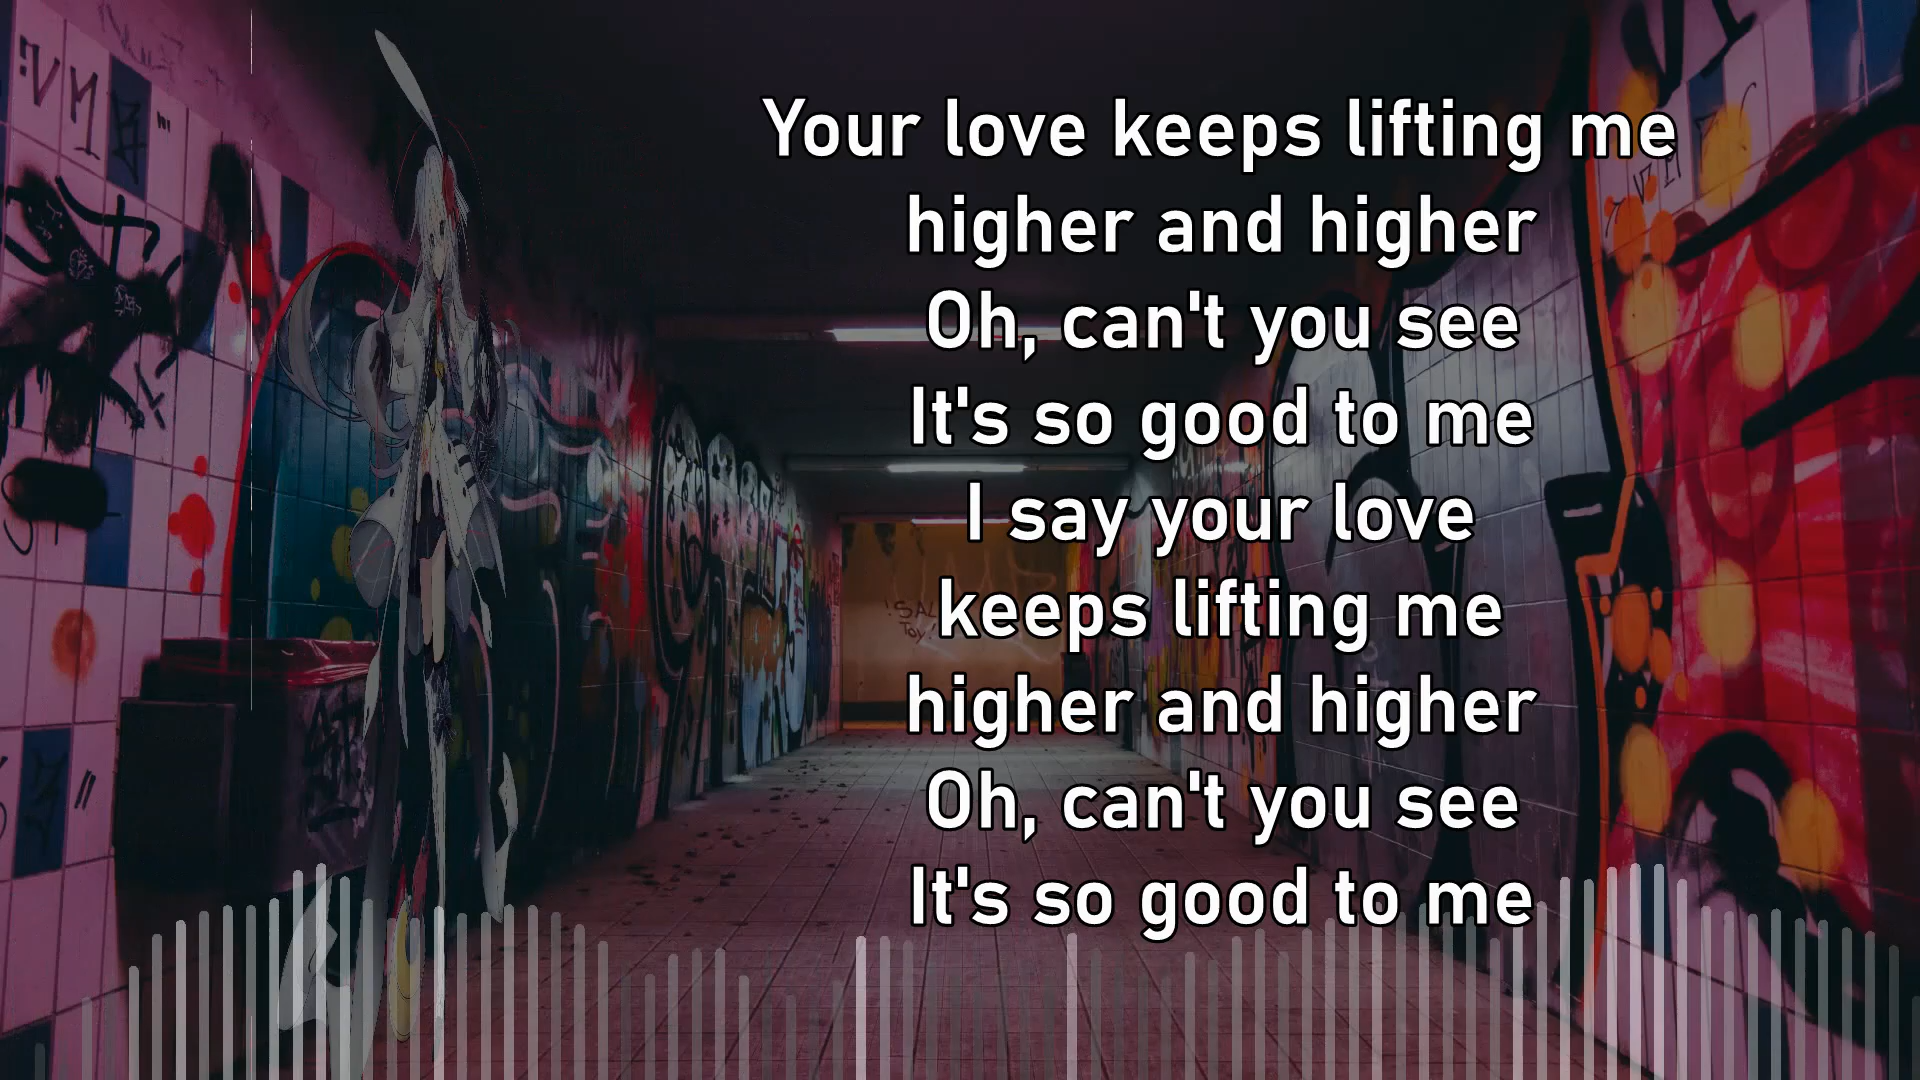 Your love keeps lifting me
higher and higher
Oh, can't you see
It's so good to me
I say your love
keeps lifting me
higher and higher
Oh, can't you see
It's so good to me